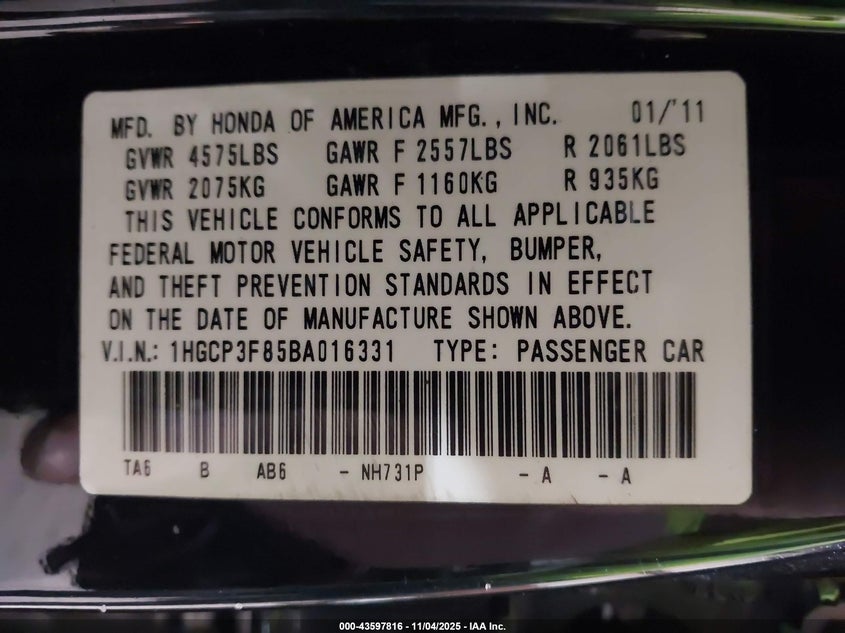 MFD. BY HONDA OF AMERICA MFG., INC. 01/'11
GVWR 4575LBS GAWR F 2557LBS R 2061LBS
GVWR 2075KG GAWR F 1160KG R 935KG
THIS VEHICLE CONFORMS TO ALL APPLICABLE
FEDERAL MOTOR VEHICLE SAFETY, BUMPER,
AND THEFT PREVENTION STANDARDS IN EFFECT
ON THE DATE OF MANUFACTURE SHOWN ABOVE.
V.I.N.: 1HGCP3F85BA016331 TYPE: PASSENGER CAR
TA6 B AB6 - NH731P - A - A
000-43597816 - 11/04/2025 - IAA Inc.